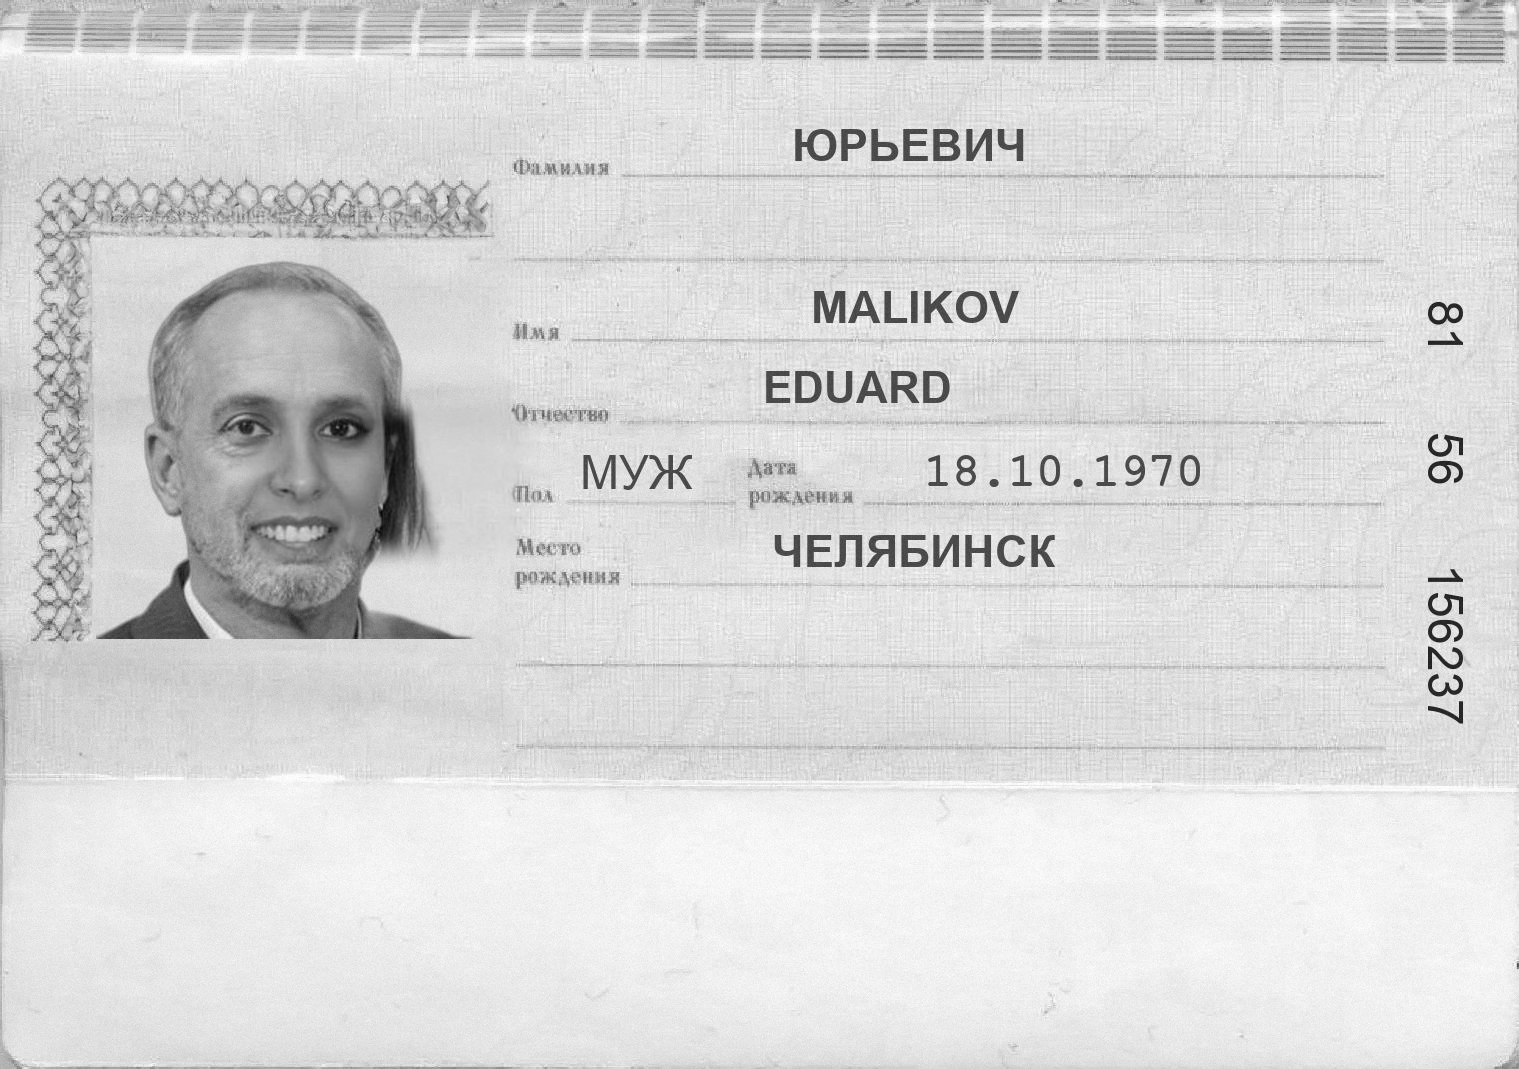 Фамилия ЮРЬЕВИЧ
Имя MALIKOV
Отчество EDUARD
Пол МУЖ Дата рождения 18.10.1970
Место рождения ЧЕЛЯБИНСК
81 56 156237